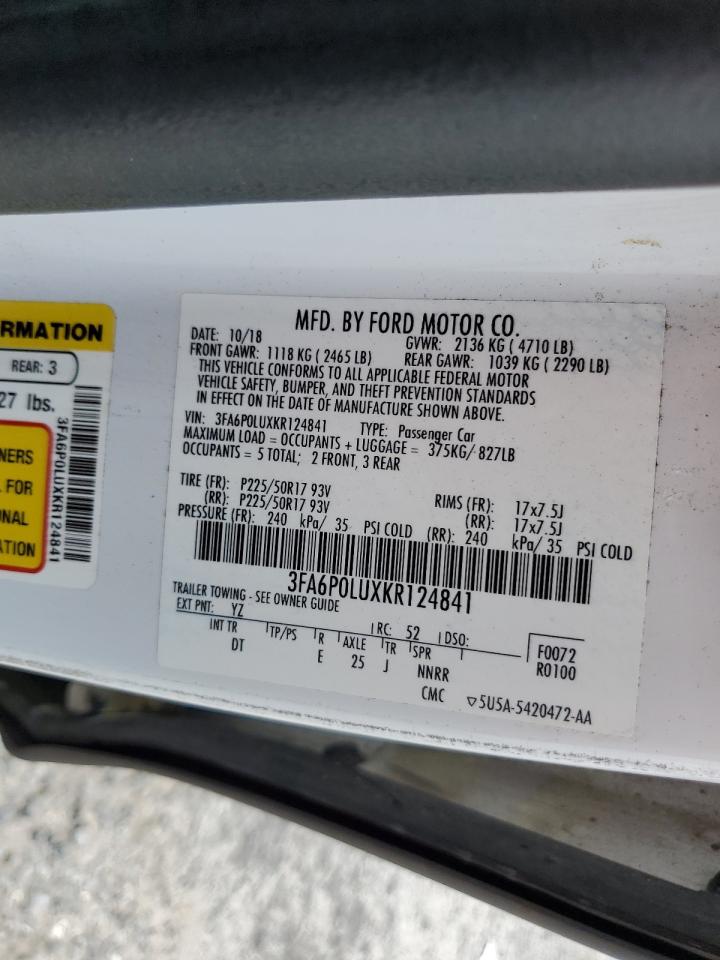 RMATION
REAR: 3
27 lbs.
NERS
L FOR
ONAL
ATION
3FA6P0LUXKR124841
MFD. BY FORD MOTOR CO.
DATE: 10/18 GVWR: 2136 KG ( 4710 LB)
FRONT GAWR: 1118 KG ( 2465 LB) REAR GAWR: 1039 KG ( 2290 LB)
THIS VEHICLE CONFORMS TO ALL APPLICABLE FEDERAL MOTOR
VEHICLE SAFETY, BUMPER, AND THEFT PREVENTION STANDARDS
IN EFFECT ON THE DATE OF MANUFACTURE SHOWN ABOVE.
VIN: 3FA6P0LUXKR124841 TYPE: Passenger Car
MAXIMUM LOAD = OCCUPANTS + LUGGAGE = 375KG/ 827LB
OCCUPANTS = 5 TOTAL; 2 FRONT, 3 REAR
TIRE (FR): P225/50R17 93V RIMS (FR): 17x7.5J
(RR): P225/50R17 93V (RR): 17x7.5J
PRESSURE (FR): 240 kPa/ 35 PSI COLD (RR): 240 kPa/ 35 PSI COLD
3FA6P0LUXKR124841
TRAILER TOWING - SEE OWNER GUIDE
EXT PNT: YZ RC: 52 DSO: F0072
INT TR TP/PS R AXLE TR SPR R0100
DT E 25 J NNRR
CMC ▽5U5A-5420472-AA